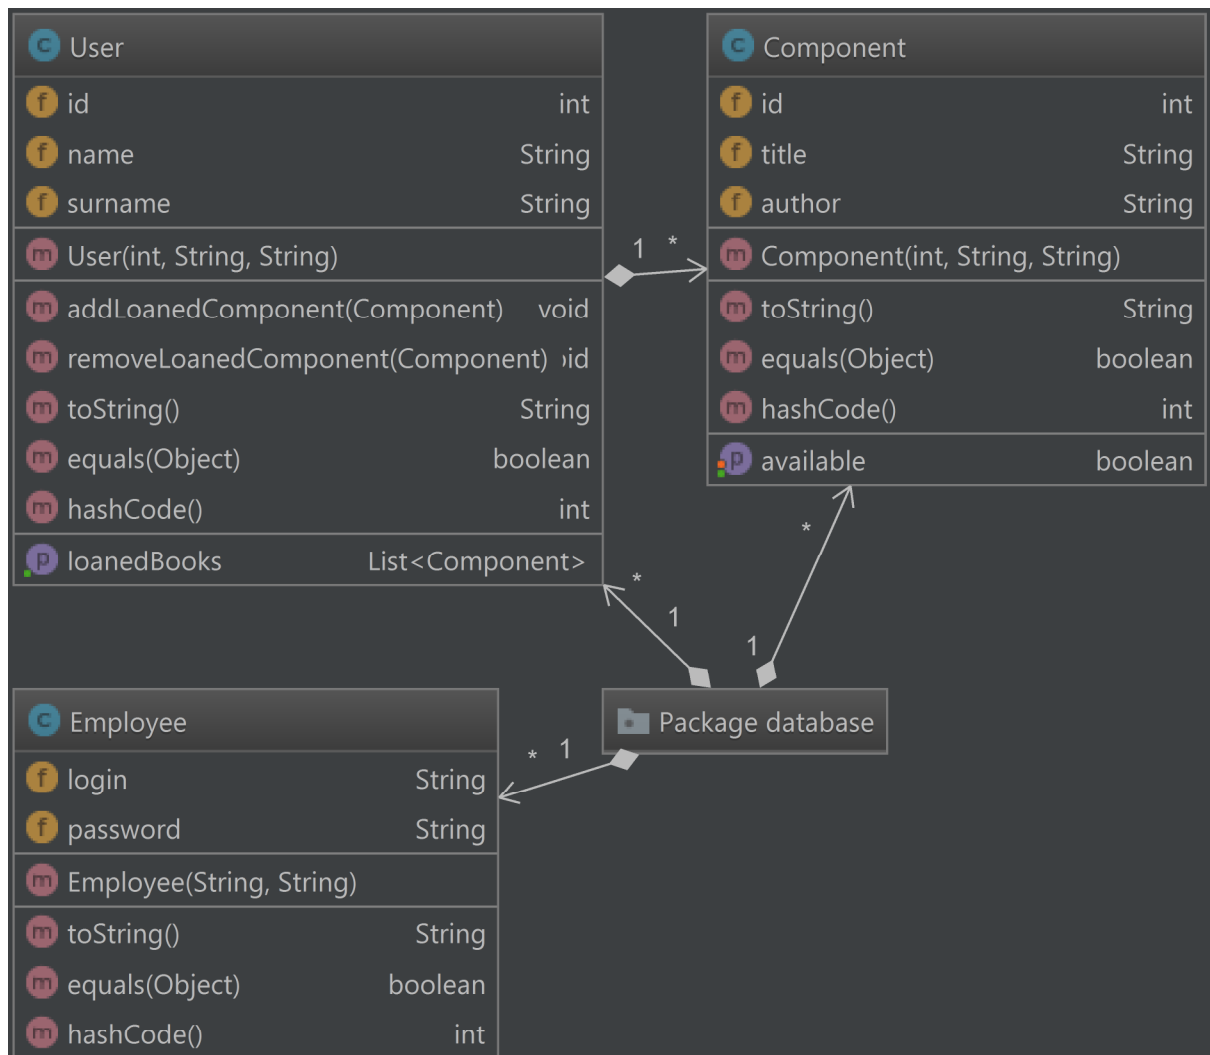 User
id int
name String
surname String
User(int, String, String)
addLoanedComponent(Component) void
removeLoanedComponent(Component) oid
toString() String
equals(Object) boolean
hashCode() int
loanedBooks List<Component>
1 *
Component
id int
title String
author String
Component(int, String, String)
toString() String
equals(Object) boolean
hashCode() int
available boolean
*
1
*
1
Package database
* 1
Employee
login String
password String
Employee(String, String)
toString() String
equals(Object) boolean
hashCode() int